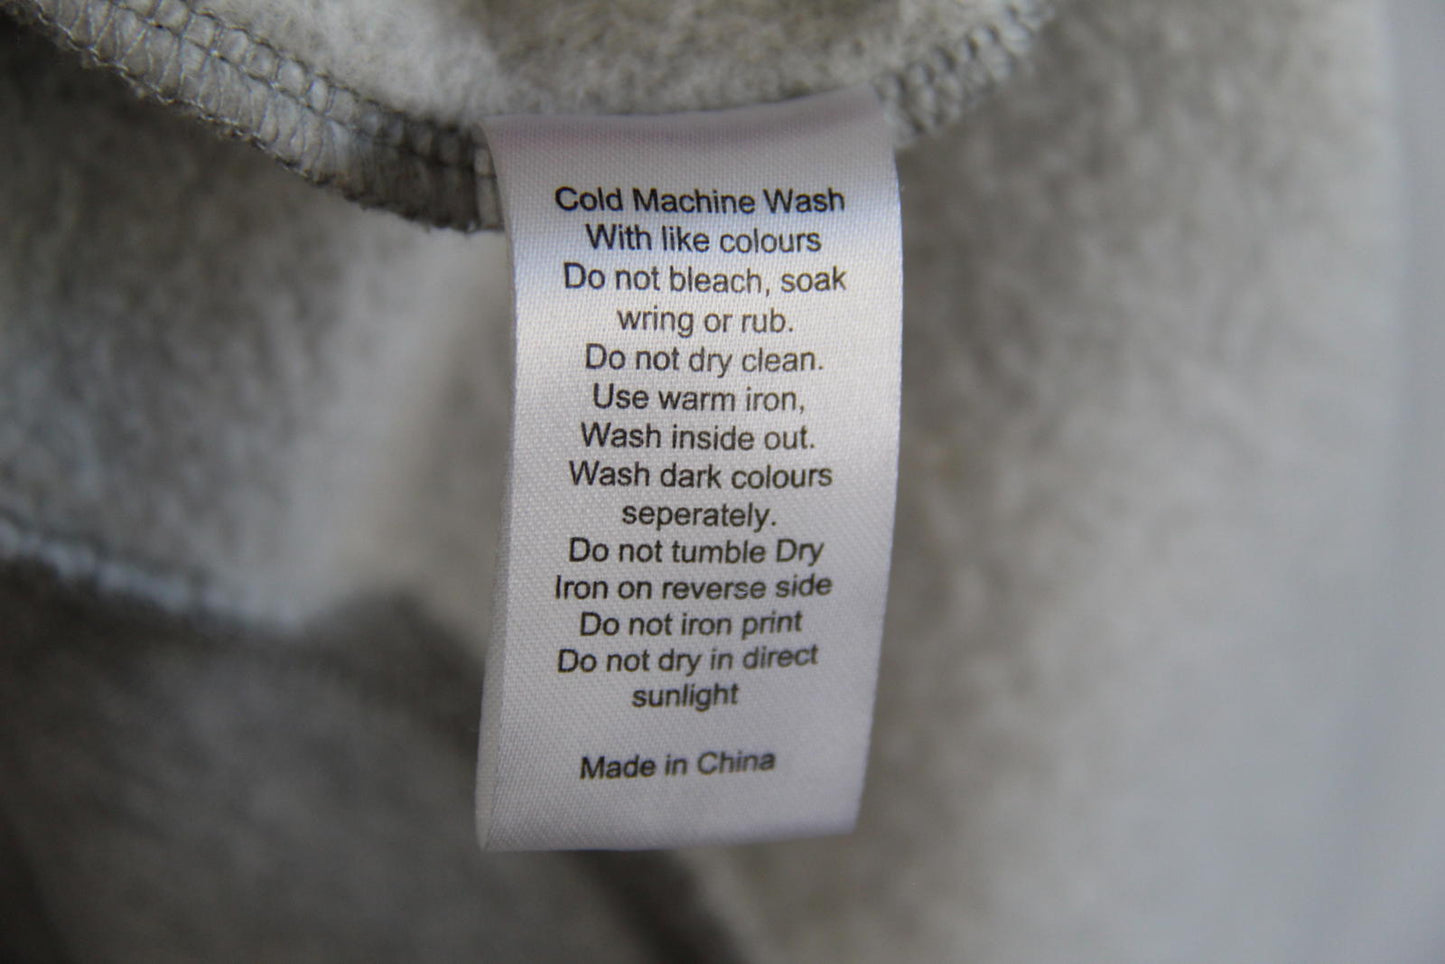 Cold Machine Wash
With like colours
Do not bleach, soak
wring or rub.
Do not dry clean.
Use warm iron,
Wash inside out.
Wash dark colours
seperately.
Do not tumble Dry
Iron on reverse side
Do not iron print
Do not dry in direct
sunlight
Made in China